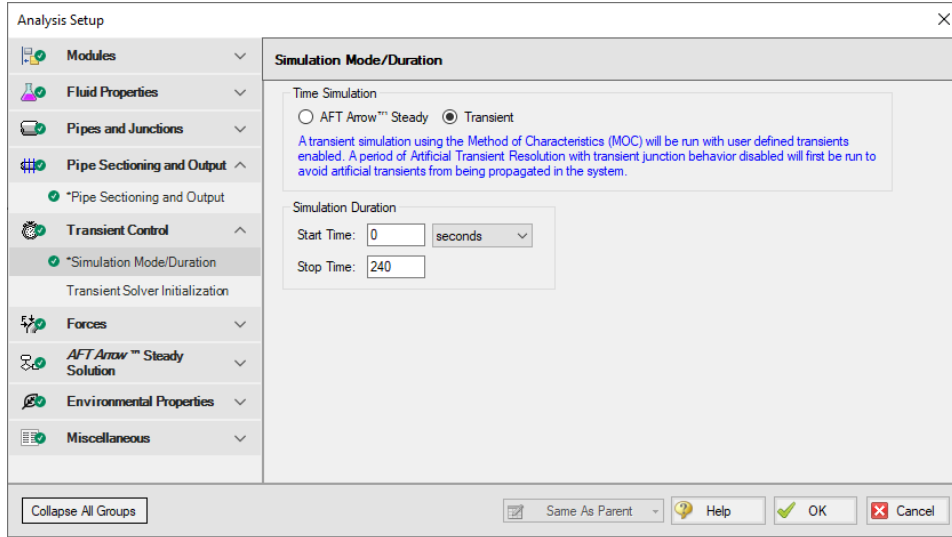 Analysis Setup
Modules
Fluid Properties
Pipes and Junctions
Pipe Sectioning and Output
*Pipe Sectioning and Output
Transient Control
*Simulation Mode/Duration
Transient Solver Initialization
Forces
AFT Arrow™ Steady
Solution
Environmental Properties
Miscellaneous
Simulation Mode/Duration
Time Simulation
AFT Arrow™ Steady
Transient
A transient simulation using the Method of Characteristics (MOC) will be run with user defined transients
enabled. A period of Artificial Transient Resolution with transient junction behavior disabled will first be run to
avoid artificial transients from being propagated in the system.
Simulation Duration
Start Time: 0 seconds
Stop Time: 240
Collapse All Groups
Same As Parent
Help
OK
Cancel